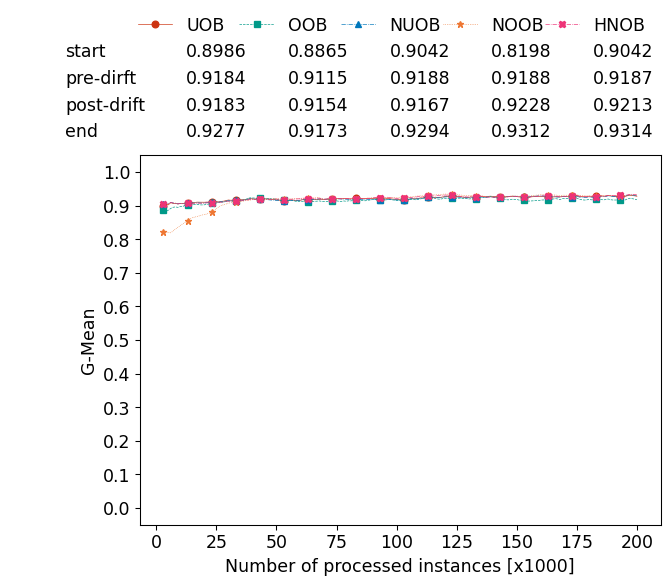 UOB OOB NUOB NOOB HNOB
start 0.8986 0.8865 0.9042 0.8198 0.9042
pre-dirft 0.9184 0.9115 0.9188 0.9188 0.9187
post-drift 0.9183 0.9154 0.9167 0.9228 0.9213
end 0.9277 0.9173 0.9294 0.9312 0.9314
1.0
0.9
0.8
0.7
0.6
0.5
0.4
0.3
0.2
0.1
0.0
G-Mean
0 25 50 75 100 125 150 175 200
Number of processed instances [x1000]